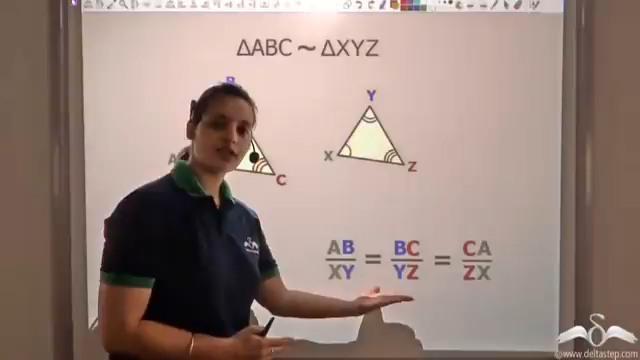 ΔABC ~ ΔXYZ
B
Y
A
C
X
Z
AB/XY = BC/YZ = CA/ZX
©www.deltastep.com